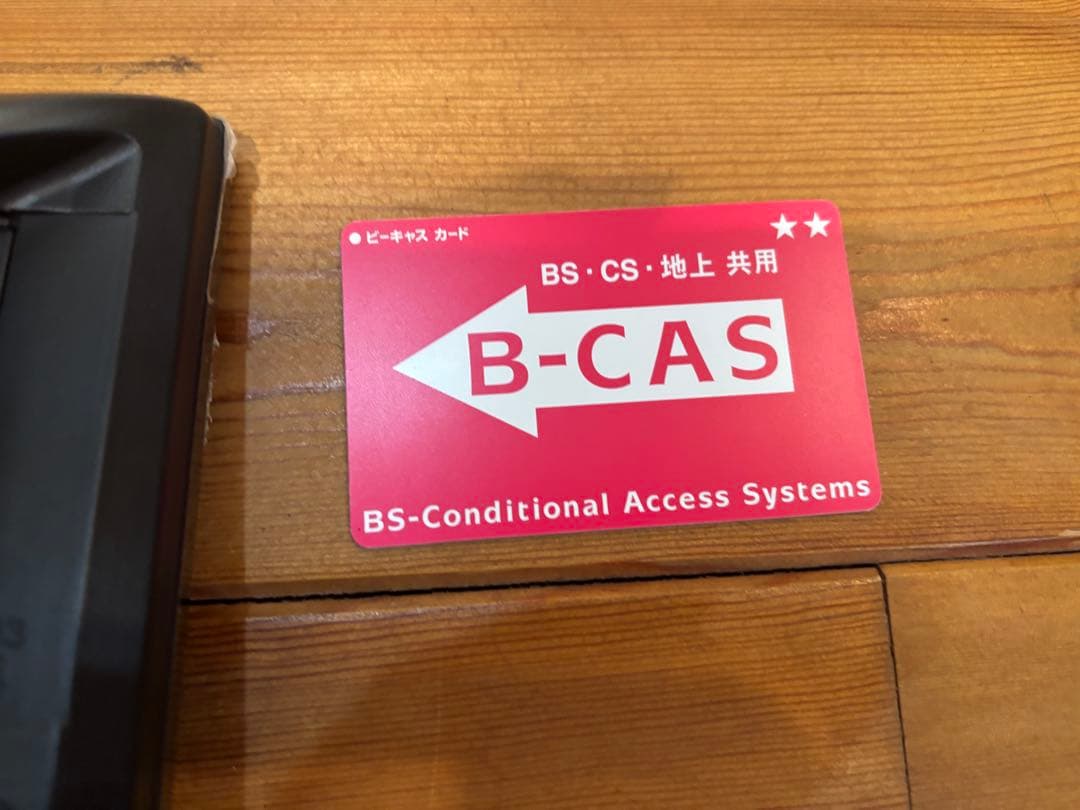 ●ビーキャス カード
★★
BS・CS・地上 共用
B-CAS
BS-Conditional Access Systems